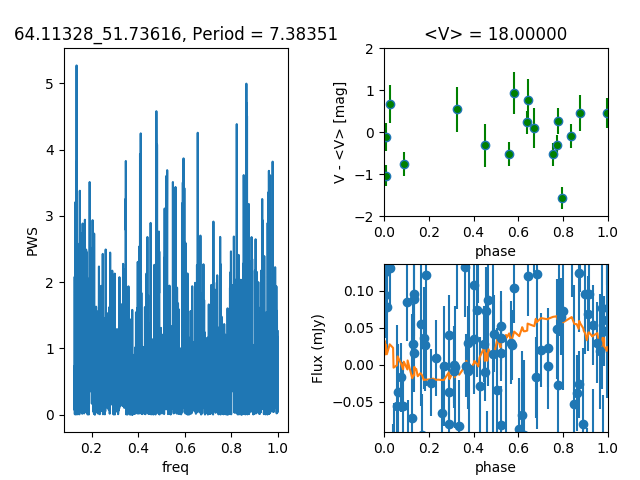 64.11328_51.73616, Period = 7.38351
PWS
5
4
3
2
1
0
0.2 0.4 0.6 0.8 1.0
freq
<V> = 18.00000
V - <V> [mag]
2
1
0
−1
−2
0.0 0.2 0.4 0.6 0.8 1.0
phase
Flux (mJy)
0.10
0.05
0.00
−0.05
0.0 0.2 0.4 0.6 0.8 1.0
phase